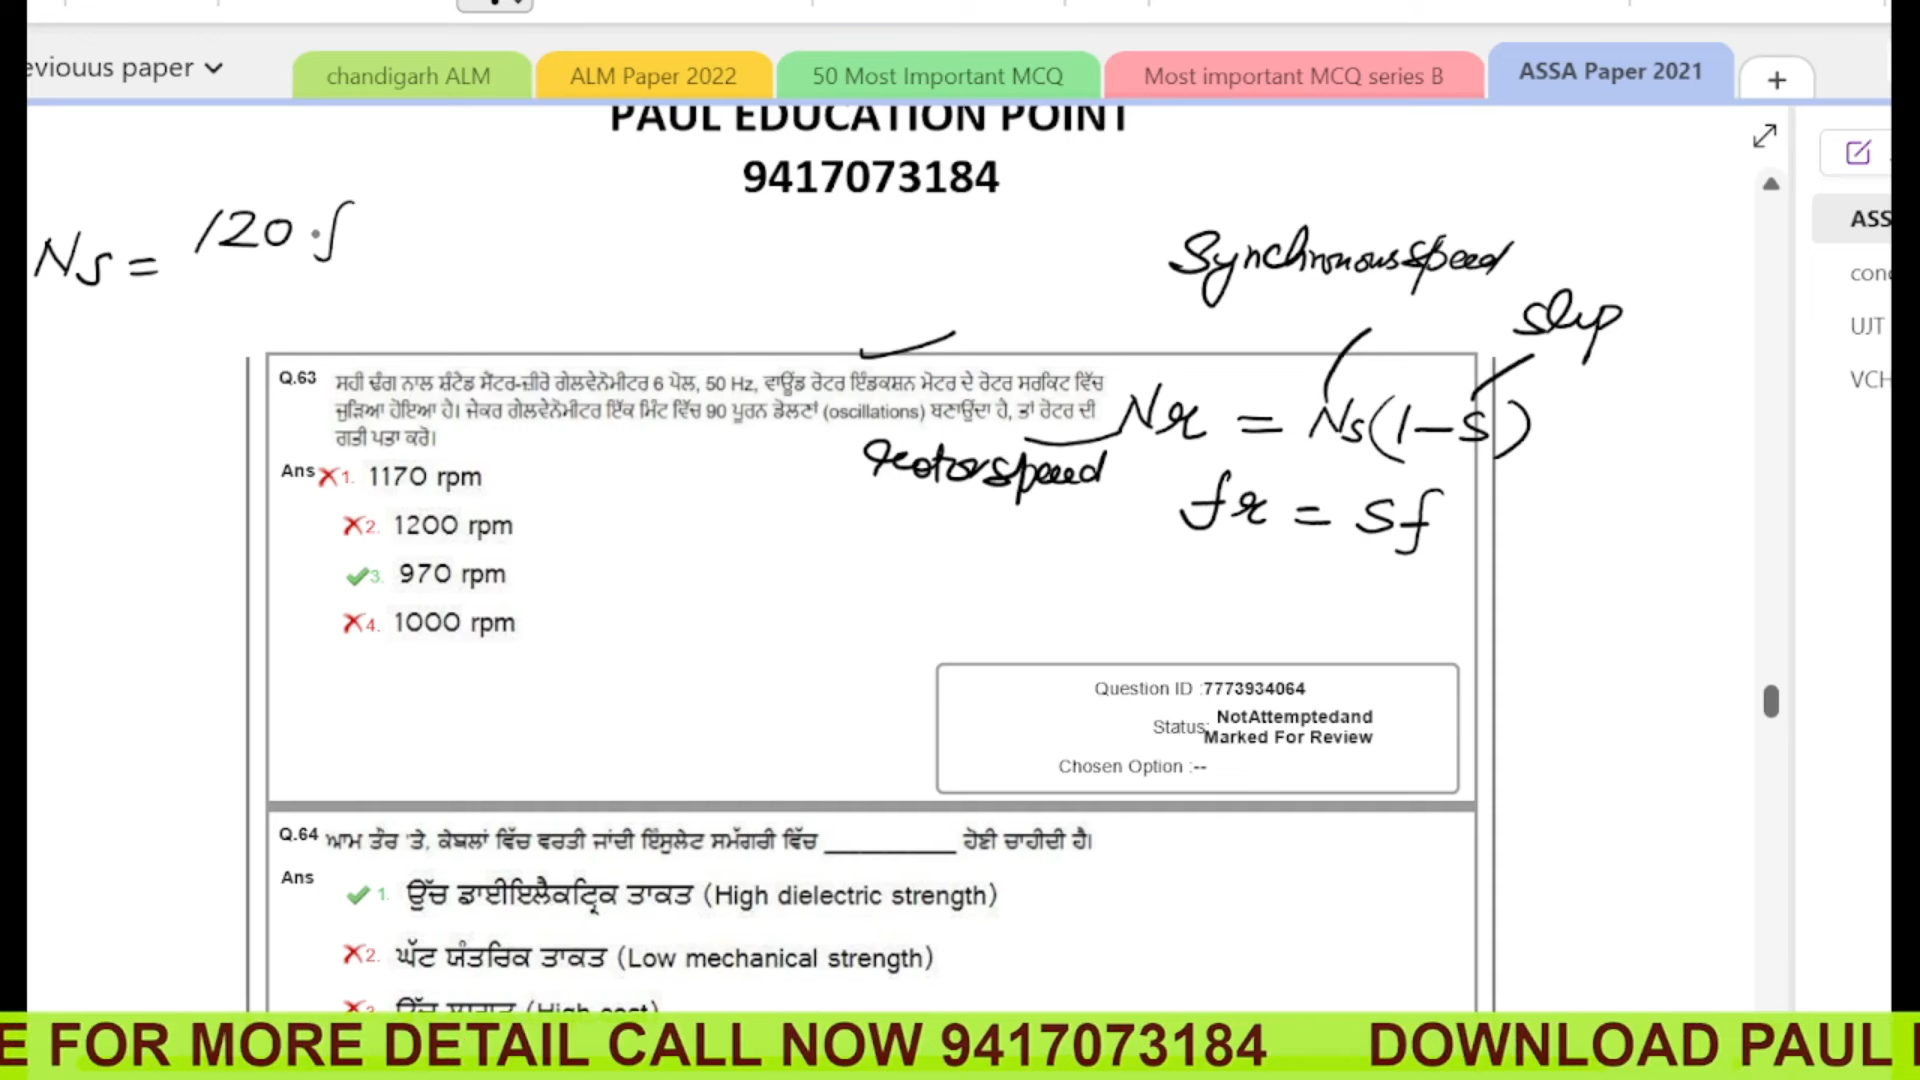 eviouus paper
chandigarh ALM
ALM Paper 2022
50 Most Important MCQ
Most important MCQ series B
ASSA Paper 2021
+
PAUL EDUCATION POINT
9417073184
ASS
con
UJT
VCH
Ns = 120·f
Synchronous speed
slip
Q.63 ਸਹੀ ਢੰਗ ਨਾਲ ਸ਼ੰਟੇਡ ਸੈਂਟਰ-ਜ਼ੀਰੋ ਗੇਲਵੇਨੋਮੀਟਰ 6 ਪੋਲ, 50 Hz, ਵਾਊਂਡ ਰੋਟਰ ਇੰਡਕਸ਼ਨ ਮੋਟਰ ਦੇ ਰੋਟਰ ਸਰਕਿਟ ਵਿੱਚ
ਜੁੜਿਆ ਹੋਇਆ ਹੈ। ਜੇਕਰ ਗੇਲਵੇਨੋਮੀਟਰ ਇੱਕ ਮਿੰਟ ਵਿੱਚ 90 ਪੂਰਨ ਡੋਲਣਾਂ (oscillations) ਬਣਾਉਂਦਾ ਹੇ, ਤਾਂ ਰੋਟਰ ਦੀ
ਗਤੀ ਪਤਾ ਕਰੋ।
Nr = Ns(1-s)
rotor speed
fr = sf
Ans 1. 1170 rpm
2. 1200 rpm
3. 970 rpm
4. 1000 rpm
Question ID :7773934064
Status: NotAttemptedand
Marked For Review
Chosen Option :--
Q.64 ਆਮ ਤੌਰ 'ਤੇ, ਕੇਬਲਾਂ ਵਿੱਚ ਵਰਤੀ ਜਾਂਦੀ ਇੰਸੁਲੇਟ ਸਮੱਗਰੀ ਵਿੱਚ ____________ ਹੋਣੀ ਚਾਹੀਦੀ ਹੈ।
Ans
1. ਉੱਚ ਡਾਈਇਲੈਕਟ੍ਰਿਕ ਤਾਕਤ (High dielectric strength)
2. ਘੱਟ ਯੰਤਰਿਕ ਤਾਕਤ (Low mechanical strength)
E FOR MORE DETAIL CALL NOW 9417073184 DOWNLOAD PAUL